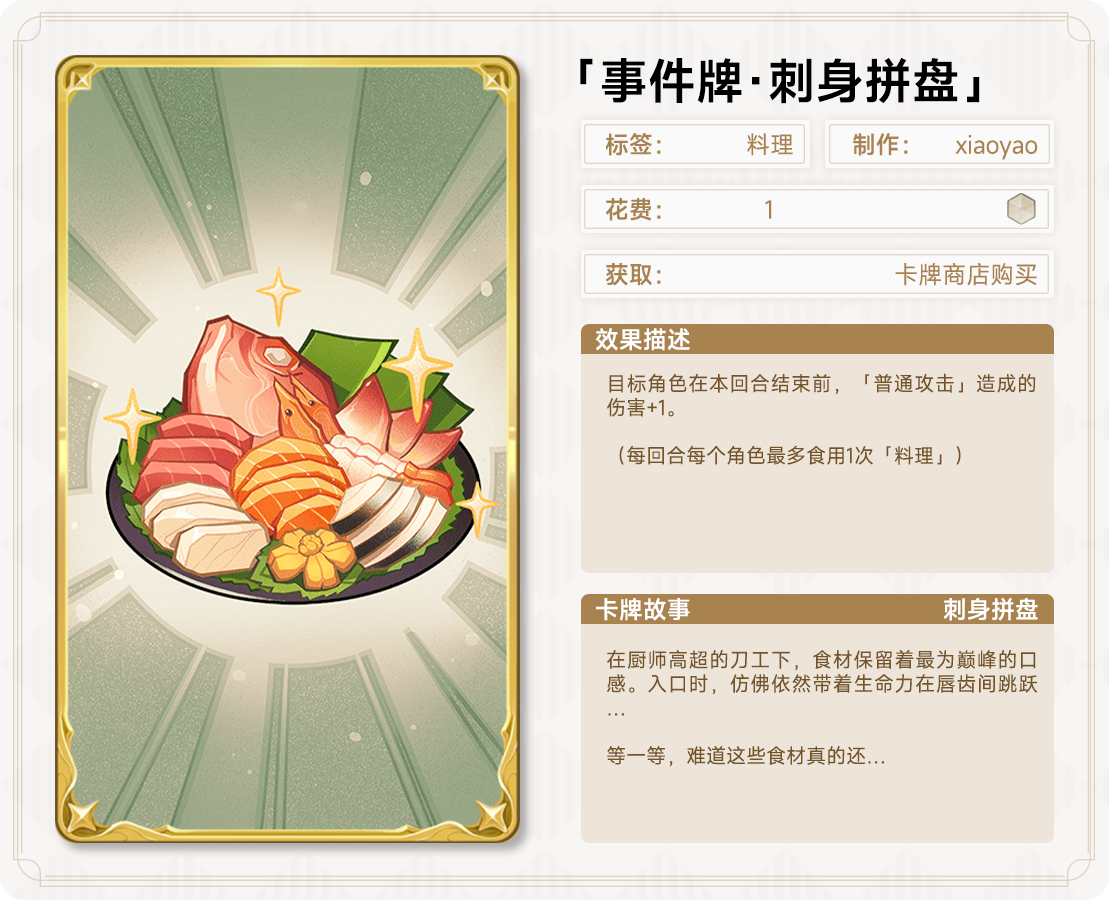 「事件牌·刺身拼盘」
标签： 料理 制作： xiaoyao
花费： 1
获取： 卡牌商店购买
效果描述
目标角色在本回合结束前，「普通攻击」造成的
伤害+1。
（每回合每个角色最多食用1次「料理」）
卡牌故事 刺身拼盘
在厨师高超的刀工下，食材保留着最为巅峰的口
感。入口时，仿佛依然带着生命力在唇齿间跳跃
…
等一等，难道这些食材真的还…